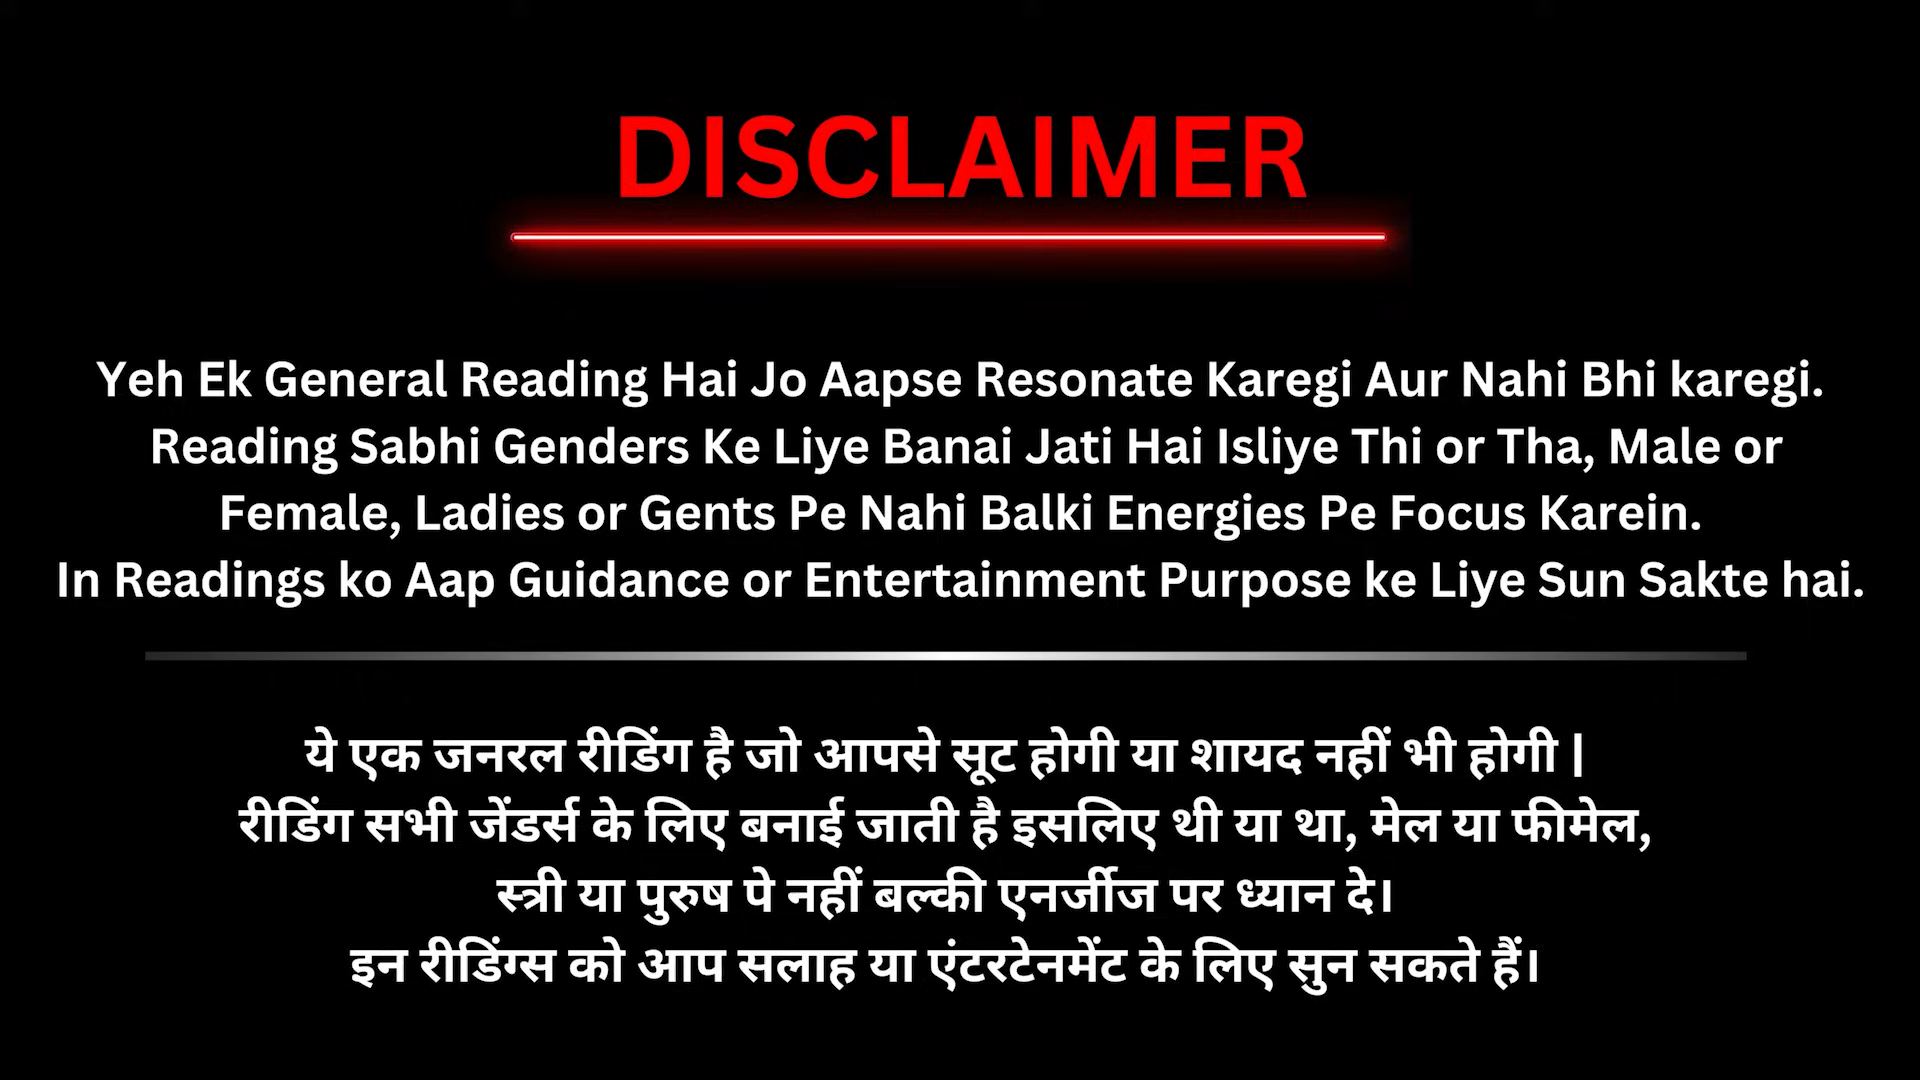 DISCLAIMER
Yeh Ek General Reading Hai Jo Aapse Resonate Karegi Aur Nahi Bhi karegi.
Reading Sabhi Genders Ke Liye Banai Jati Hai Isliye Thi or Tha, Male or
Female, Ladies or Gents Pe Nahi Balki Energies Pe Focus Karein.
In Readings ko Aap Guidance or Entertainment Purpose ke Liye Sun Sakte hai.
ये एक जनरल रीडिंग है जो आपसे सूट होगी या शायद नहीं भी होगी |
रीडिंग सभी जेंडर्स के लिए बनाई जाती है इसलिए थी या था, मेल या फीमेल,
स्त्री या पुरुष पे नहीं बल्की एनर्जीज पर ध्यान दे।
इन रीडिंग्स को आप सलाह या एंटरटेनमेंट के लिए सुन सकते हैं।